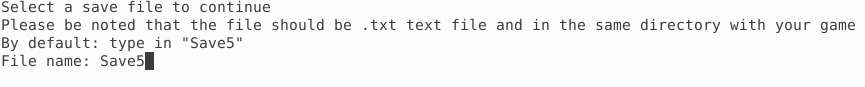 Select a save file to continue
Please be noted that the file should be .txt text file and in the same directory with your game
By default: type in "Save5"
File name: Save5